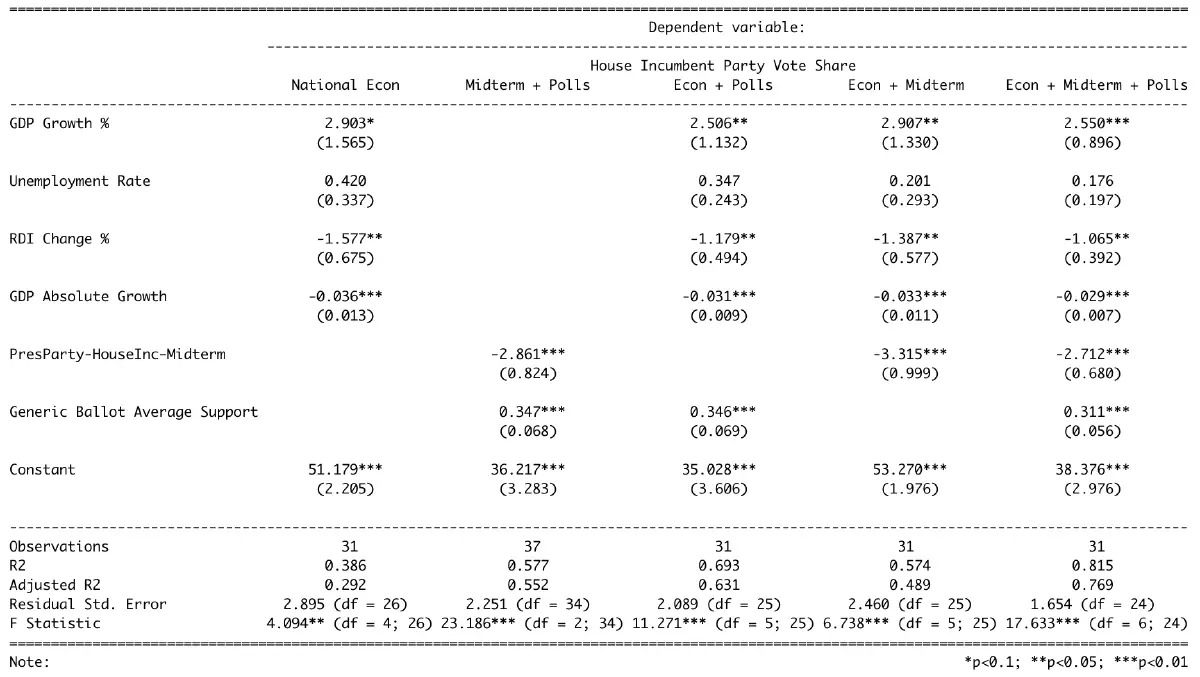 Dependent variable:
House Incumbent Party Vote Share
National Econ Midterm + Polls Econ + Polls Econ + Midterm Econ + Midterm + Polls
GDP Growth % 2.903* 2.506** 2.907** 2.550***
(1.565) (1.132) (1.330) (0.896)
Unemployment Rate 0.420 0.347 0.201 0.176
(0.337) (0.243) (0.293) (0.197)
RDI Change % -1.577** -1.179** -1.387** -1.065**
(0.675) (0.494) (0.577) (0.392)
GDP Absolute Growth -0.036*** -0.031*** -0.033*** -0.029***
(0.013) (0.009) (0.011) (0.007)
PresParty-HouseInc-Midterm -2.861*** -3.315*** -2.712***
(0.824) (0.999) (0.680)
Generic Ballot Average Support 0.347*** 0.346*** 0.311***
(0.068) (0.069) (0.056)
Constant 51.179*** 36.217*** 35.028*** 53.270*** 38.376***
(2.205) (3.283) (3.606) (1.976) (2.976)
Observations 31 37 31 31 31
R2 0.386 0.577 0.693 0.574 0.815
Adjusted R2 0.292 0.552 0.631 0.489 0.769
Residual Std. Error 2.895 (df = 26) 2.251 (df = 34) 2.089 (df = 25) 2.460 (df = 25) 1.654 (df = 24)
F Statistic 4.094** (df = 4; 26) 23.186*** (df = 2; 34) 11.271*** (df = 5; 25) 6.738*** (df = 5; 25) 17.633*** (df = 6; 24)
Note: *p<0.1; **p<0.05; ***p<0.01